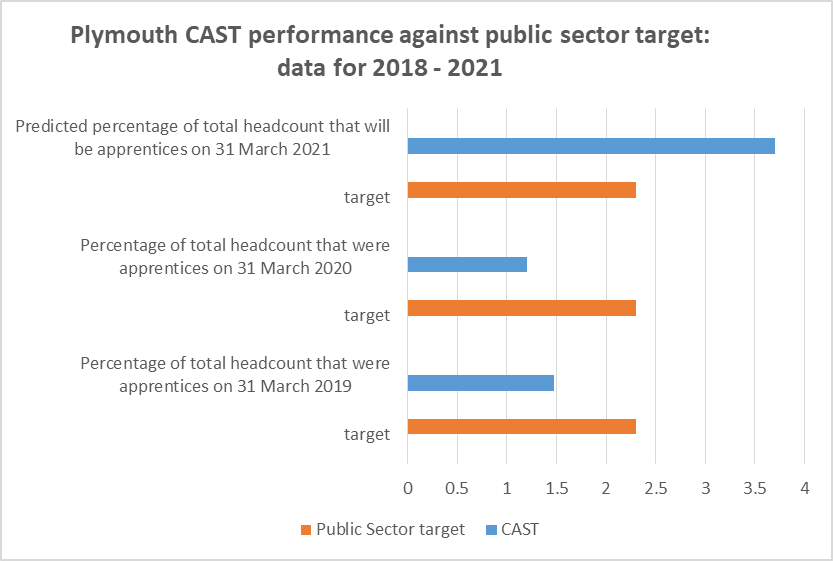 Plymouth CAST performance against public sector target:
data for 2018 - 2021
Predicted percentage of total headcount that will
be apprentices on 31 March 2021
target
Percentage of total headcount that were
apprentices on 31 March 2020
target
Percentage of total headcount that were
apprentices on 31 March 2019
target
0 0.5 1 1.5 2 2.5 3 3.5 4
Public Sector target CAST